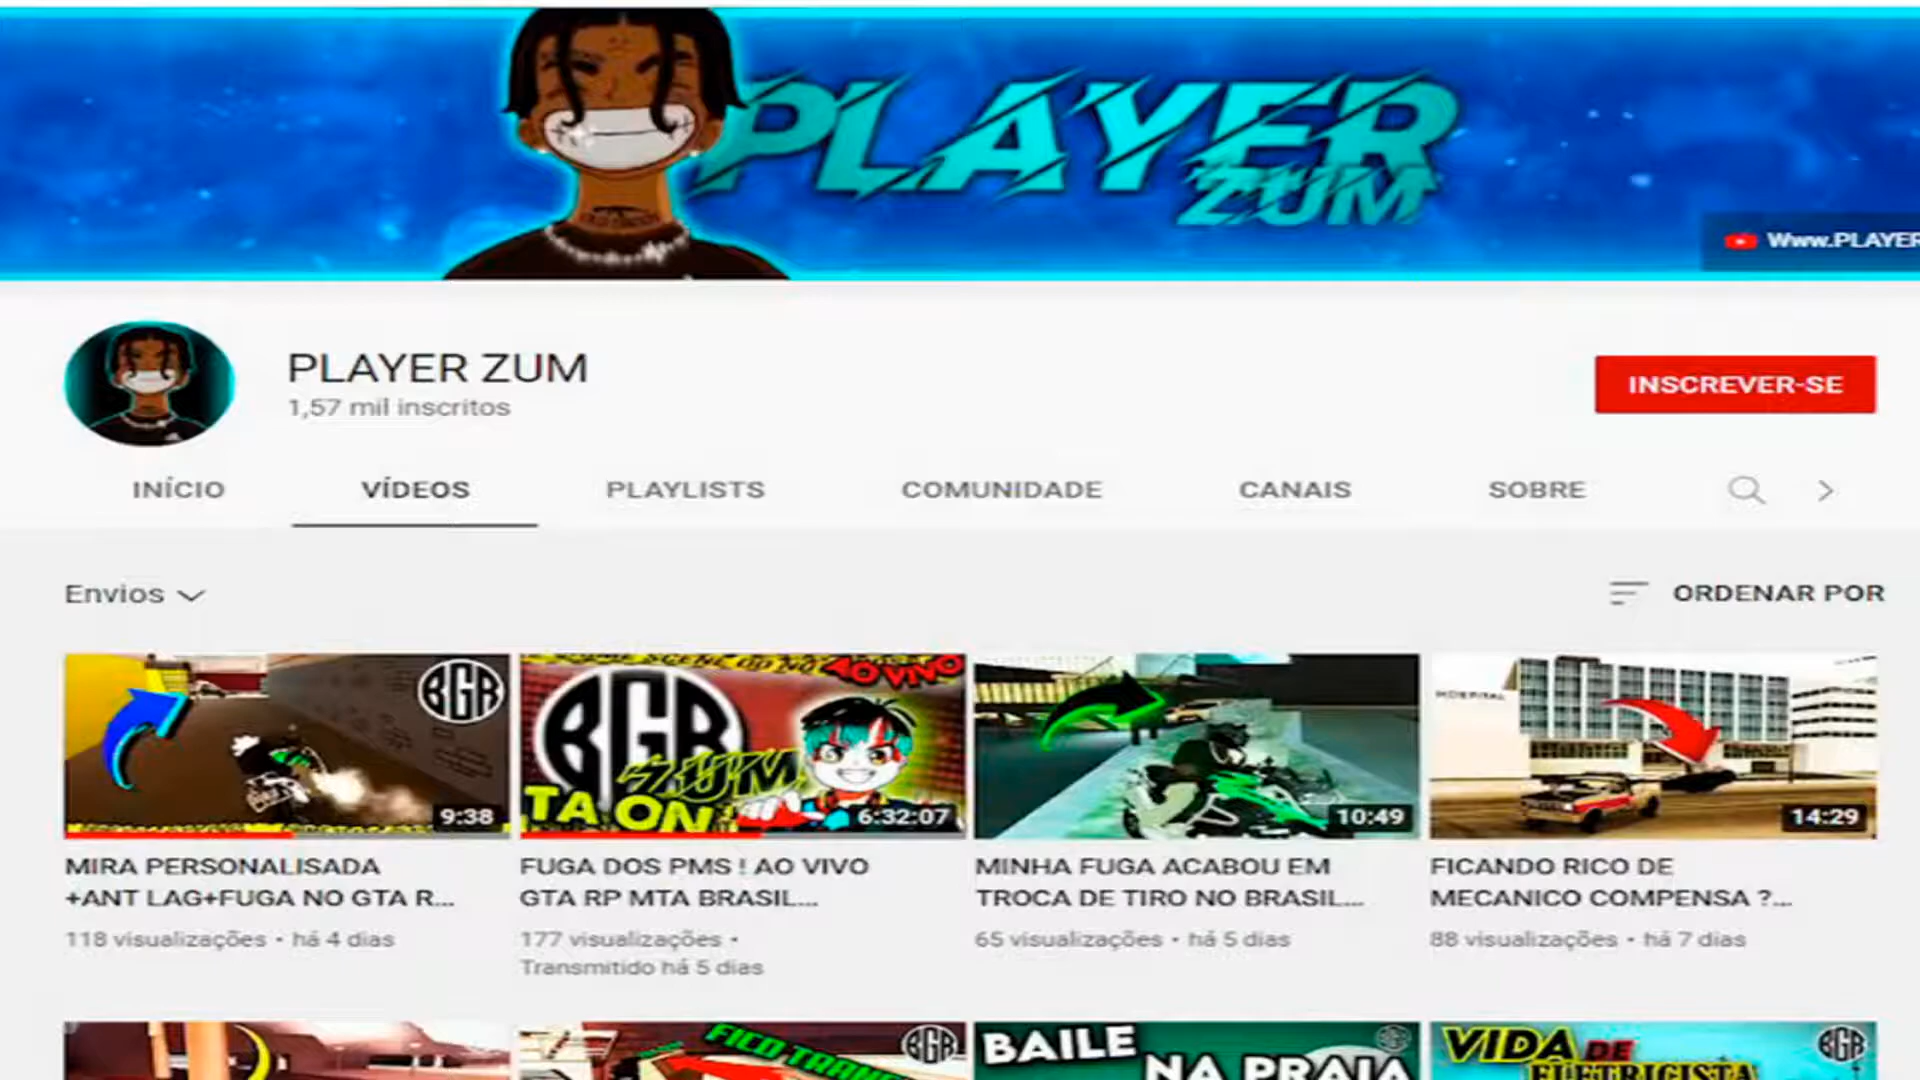 PLAYER
ZUM
Www.PLAYER
PLAYER ZUM
1,57 mil inscritos
INSCREVER-SE
INÍCIO VÍDEOS PLAYLISTS COMUNIDADE CANAIS SOBRE
Envios
ORDENAR POR
BGR
9:38
AO VIVO
BGR
ZUM
TA ON
6:32:07
10:49
HOSPITAL
14:29
MIRA PERSONALISADA
+ANT LAG+FUGA NO GTA R...
118 visualizações • há 4 dias
FUGA DOS PMS ! AO VIVO
GTA RP MTA BRASIL...
177 visualizações •
Transmitido há 5 dias
MINHA FUGA ACABOU EM
TROCA DE TIRO NO BRASIL...
65 visualizações • há 5 dias
FICANDO RICO DE
MECANICO COMPENSA ?...
88 visualizações • há 7 dias
FICO
BGR
BAILE
NA PRAIA
VIDA DE
ELETRICISTA
BGR